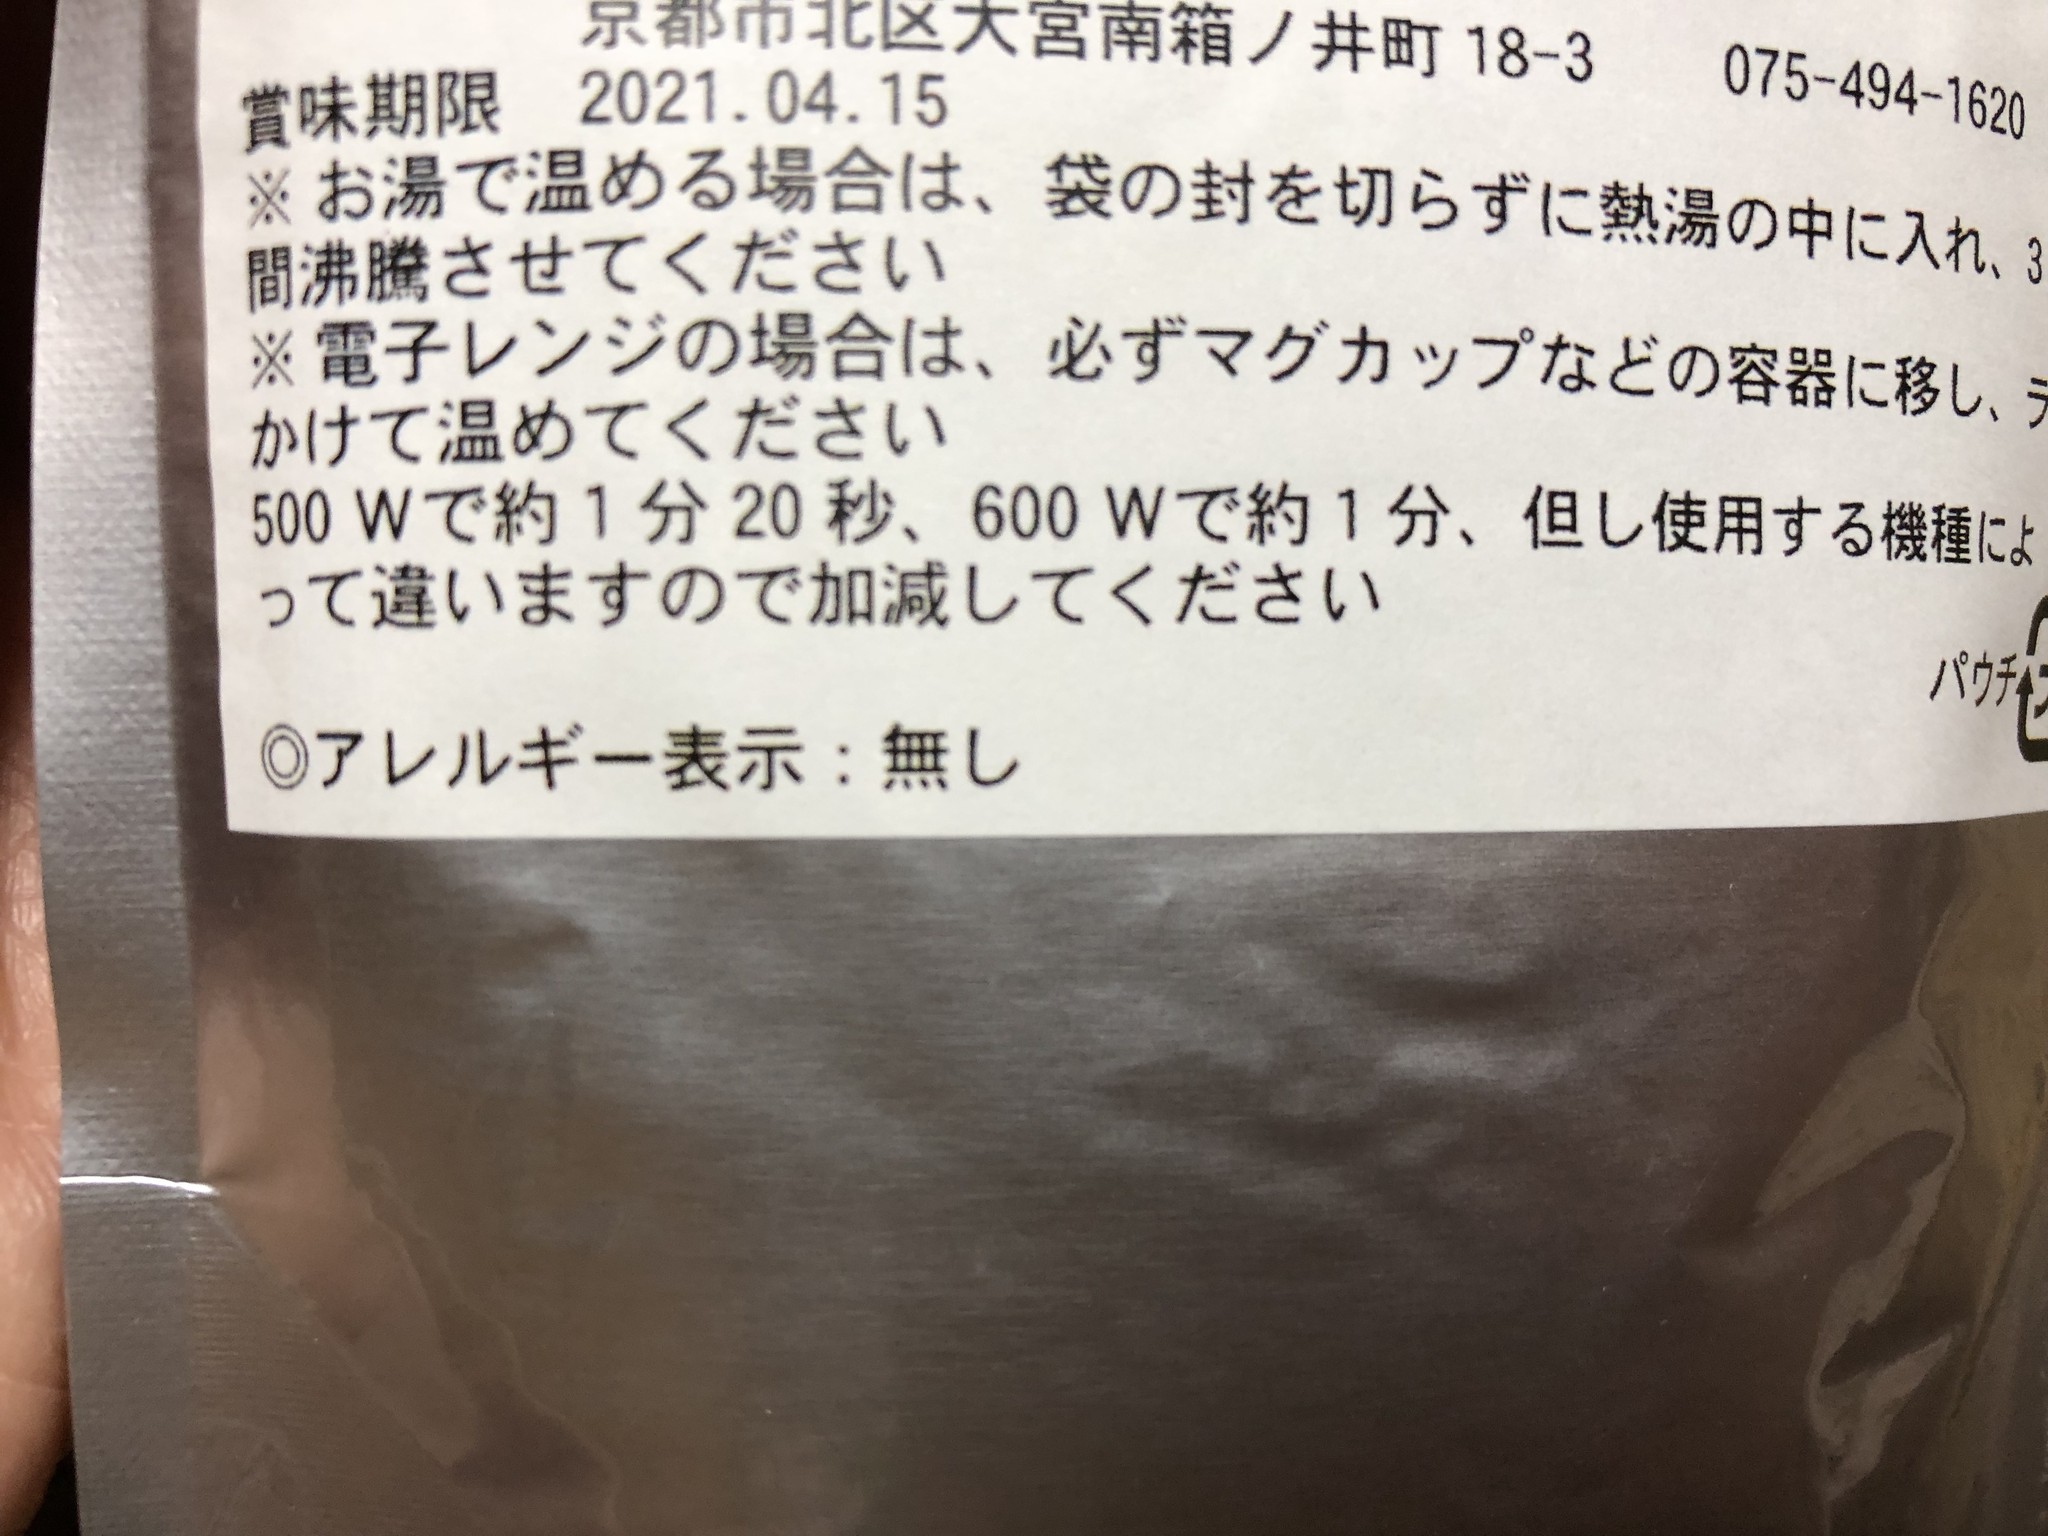 京都市北区大宮南箱ノ井町 18-3 075-494-1620
賞味期限 2021.04.15
※お湯で温める場合は、袋の封を切らずに熱湯の中に入れ、3
間沸騰させてください
※電子レンジの場合は、必ずマグカップなどの容器に移し、ラ
かけて温めてください
500 Wで約1分20秒、600 Wで約1分、但し使用する機種によ
って違いますので加減してください
パウチ
◎アレルギー表示：無し